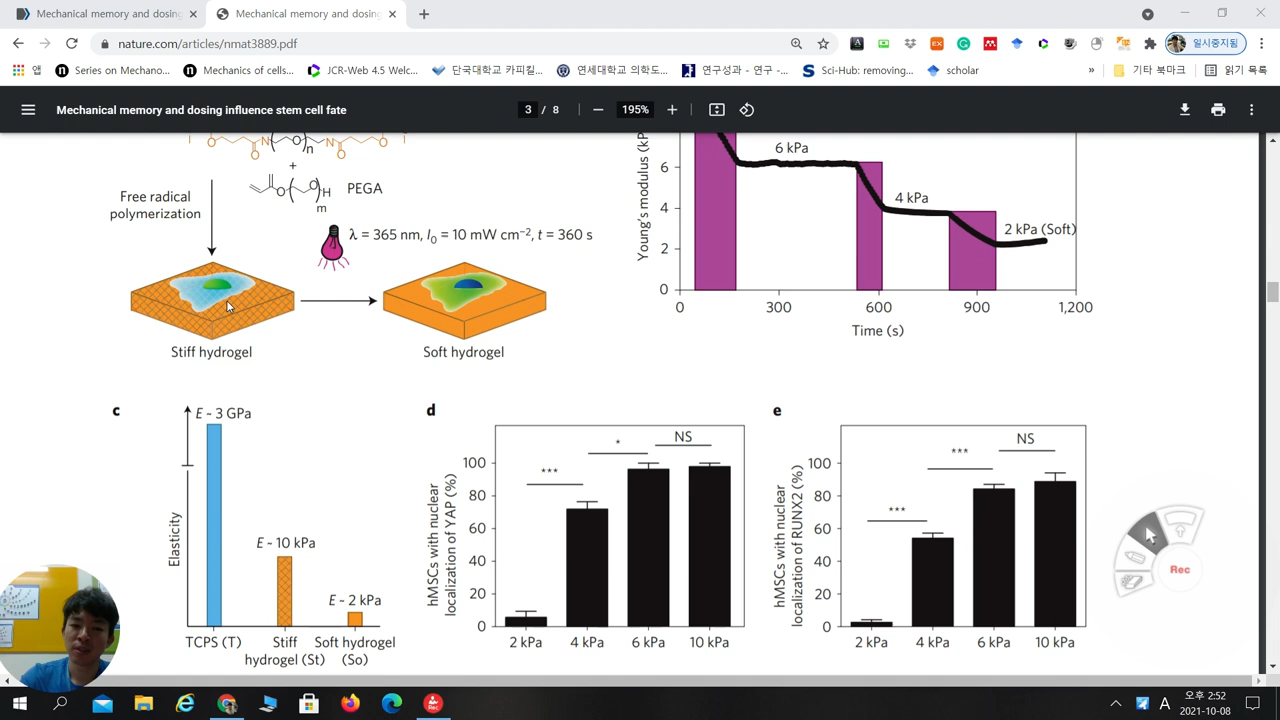 Mechanical memory and dosing
Mechanical memory and dosing
nature.com/articles/nmat3889.pdf
일시중지됨
앱
Series on Mechano...
Mechanics of cells...
JCR-Web 4.5 Welc...
단국대학교 카피킬...
연세대학교 의학도...
연구성과 - 연구 -...
Sci-Hub: removing...
scholar
»
기타 북마크
읽기 목록
Mechanical memory and dosing influence stem cell fate
3 / 8
195%
n
+
H
m
PEGA
Free radical
polymerization
λ = 365 nm, I₀ = 10 mW cm⁻², t = 360 s
Stiff hydrogel
Soft hydrogel
Young's modulus (kP
6
4
2
0
6 kPa
4 kPa
2 kPa (Soft)
0 300 600 900 1,200
Time (s)
c
Elasticity
E ~ 3 GPa
E ~ 10 kPa
E ~ 2 kPa
TCPS (T)
Stiff
hydrogel (St)
Soft hydrogel
(So)
d
hMSCs with nuclear
localization of YAP (%)
100
80
60
40
20
0
***
*
NS
2 kPa 4 kPa 6 kPa 10 kPa
e
hMSCs with nuclear
localization of RUNX2 (%)
100
80
60
40
20
0
***
***
NS
2 kPa 4 kPa 6 kPa 10 kPa
Rec
Rec
A
오후 2:52
2021-10-08